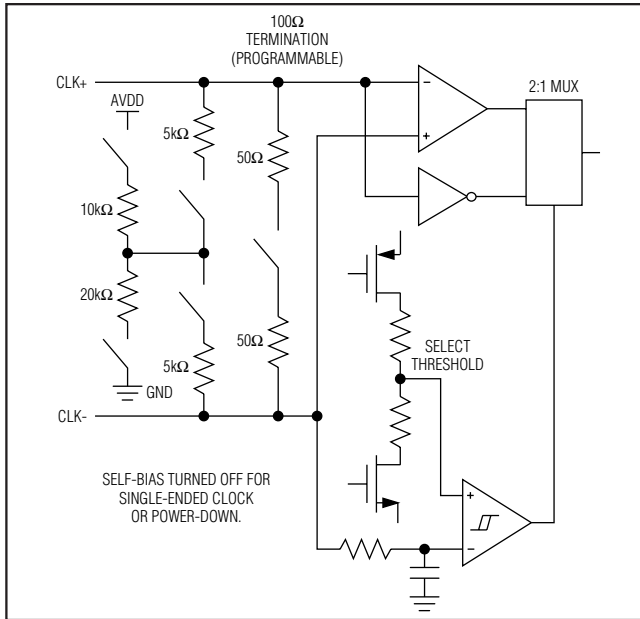 100Ω
TERMINATION
(PROGRAMMABLE)
2:1 MUX
CLK+
AVDD
5kΩ
50Ω
10kΩ
20kΩ
50Ω
5kΩ
SELECT
THRESHOLD
GND
CLK-
SELF-BIAS TURNED OFF FOR
SINGLE-ENDED CLOCK
OR POWER-DOWN.
−
+
+
−